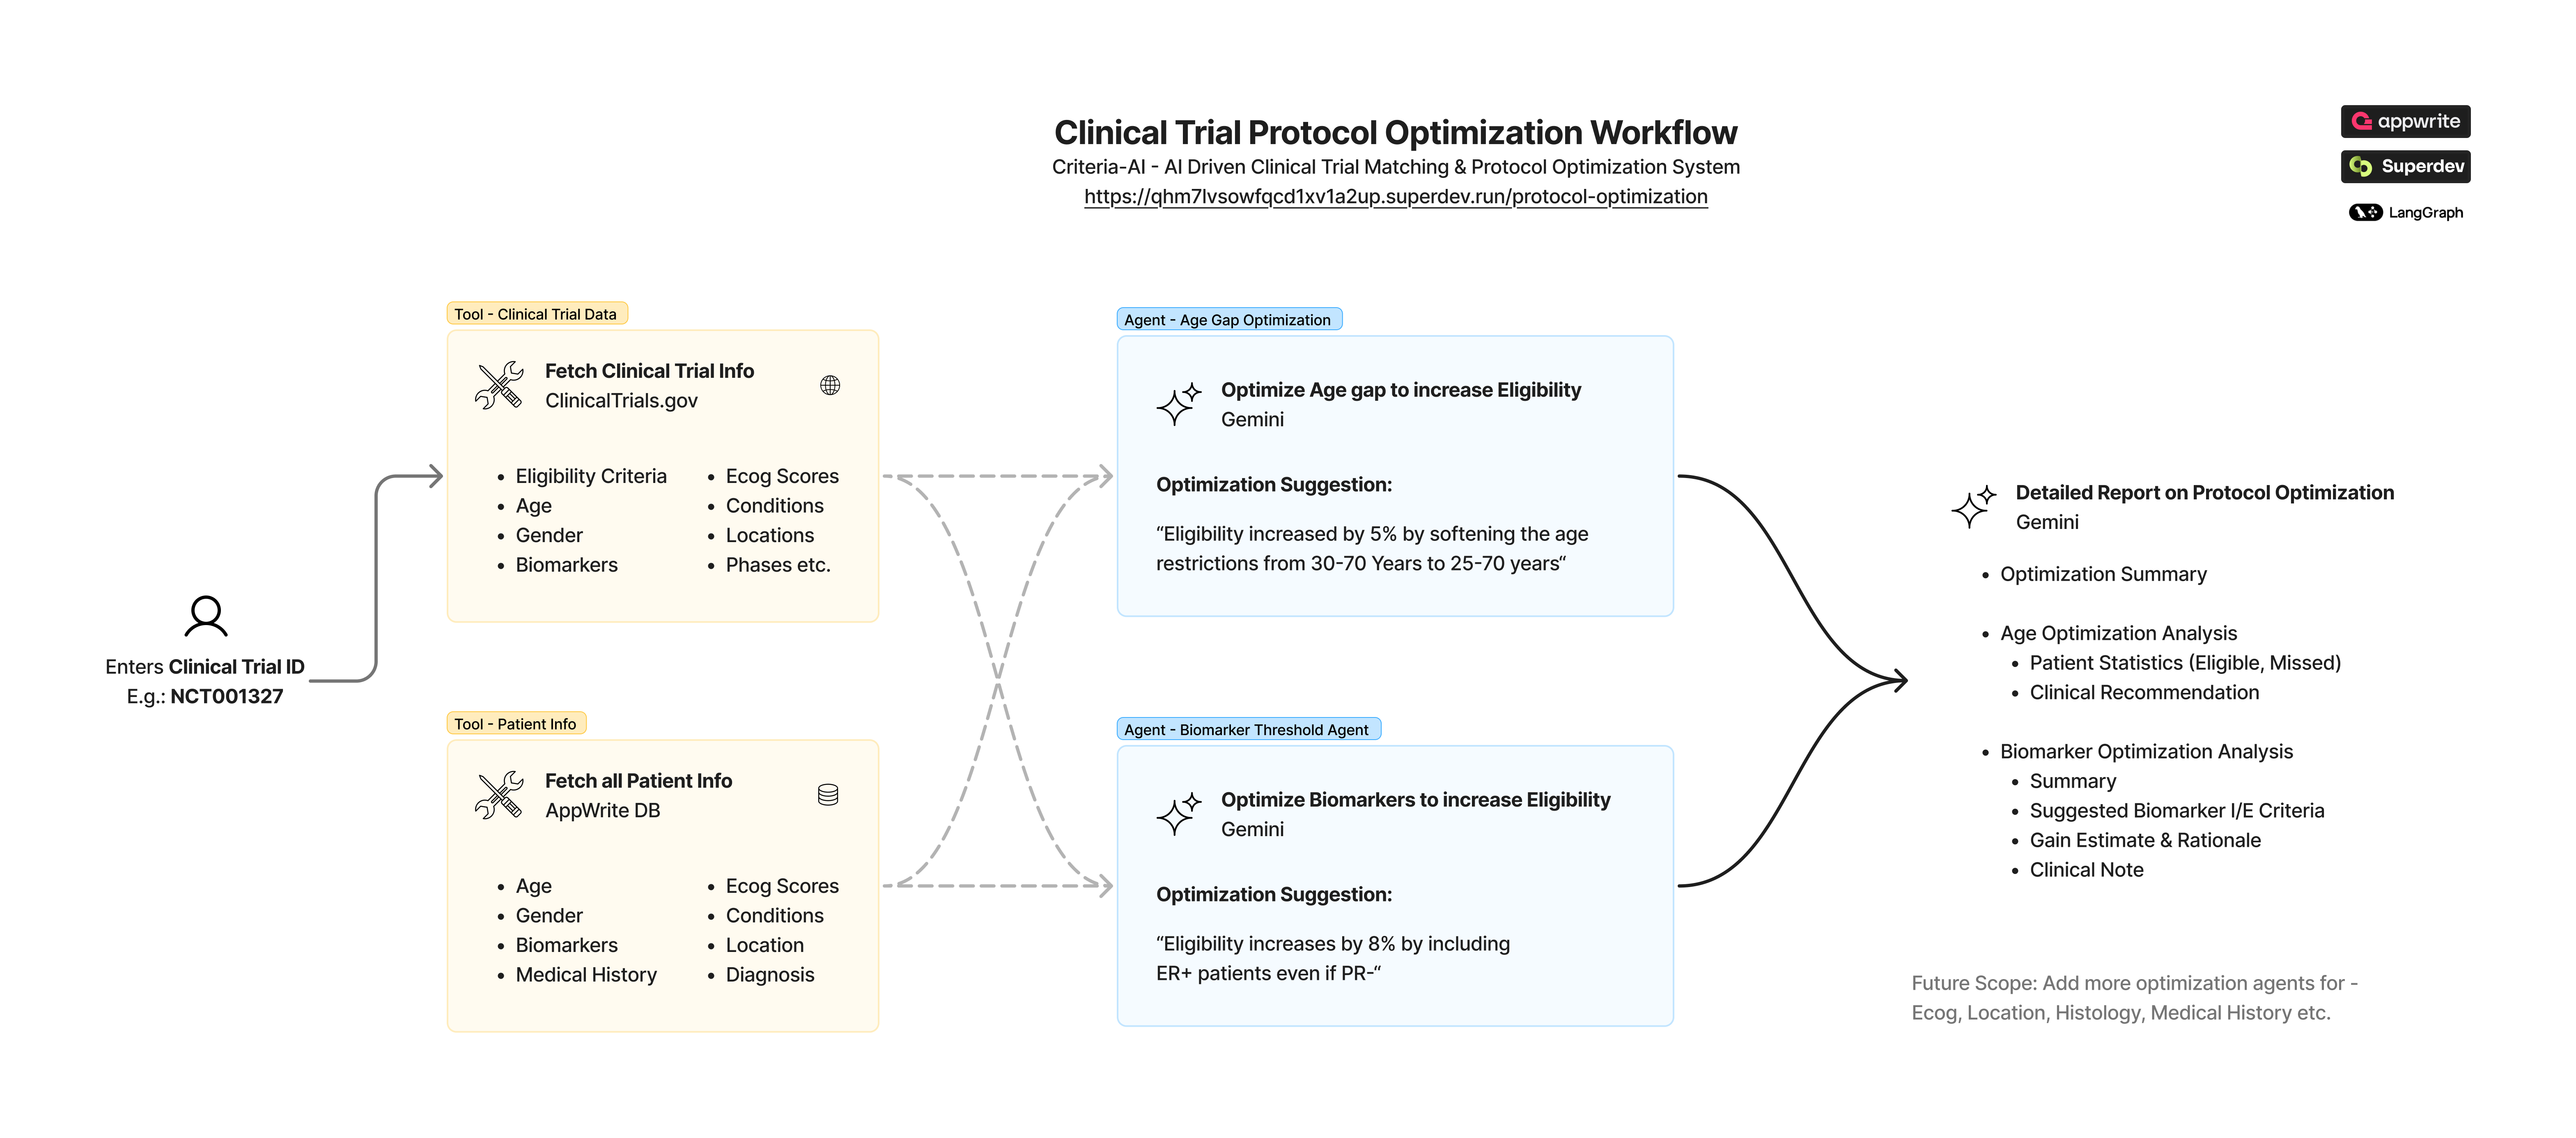 Clinical Trial Protocol Optimization Workflow
Criteria-AI - AI Driven Clinical Trial Matching & Protocol Optimization System
https://qhm7lvsowfqcd1xv1a2up.superdev.run/protocol-optimization
appwrite
Superdev
LangGraph
Enters Clinical Trial ID
E.g.: NCT001327
Tool - Clinical Trial Data
Fetch Clinical Trial Info
ClinicalTrials.gov
• Eligibility Criteria
• Age
• Gender
• Biomarkers
• Ecog Scores
• Conditions
• Locations
• Phases etc.
Tool - Patient Info
Fetch all Patient Info
AppWrite DB
• Age
• Gender
• Biomarkers
• Medical History
• Ecog Scores
• Conditions
• Location
• Diagnosis
Agent - Age Gap Optimization
Optimize Age gap to increase Eligibility
Gemini
Optimization Suggestion:
“Eligibility increased by 5% by softening the age
restrictions from 30-70 Years to 25-70 years“
Agent - Biomarker Threshold Agent
Optimize Biomarkers to increase Eligibility
Gemini
Optimization Suggestion:
“Eligibility increases by 8% by including
ER+ patients even if PR-“
Detailed Report on Protocol Optimization
Gemini
• Optimization Summary
• Age Optimization Analysis
• Patient Statistics (Eligible, Missed)
• Clinical Recommendation
• Biomarker Optimization Analysis
• Summary
• Suggested Biomarker I/E Criteria
• Gain Estimate & Rationale
• Clinical Note
Future Scope: Add more optimization agents for -
Ecog, Location, Histology, Medical History etc.